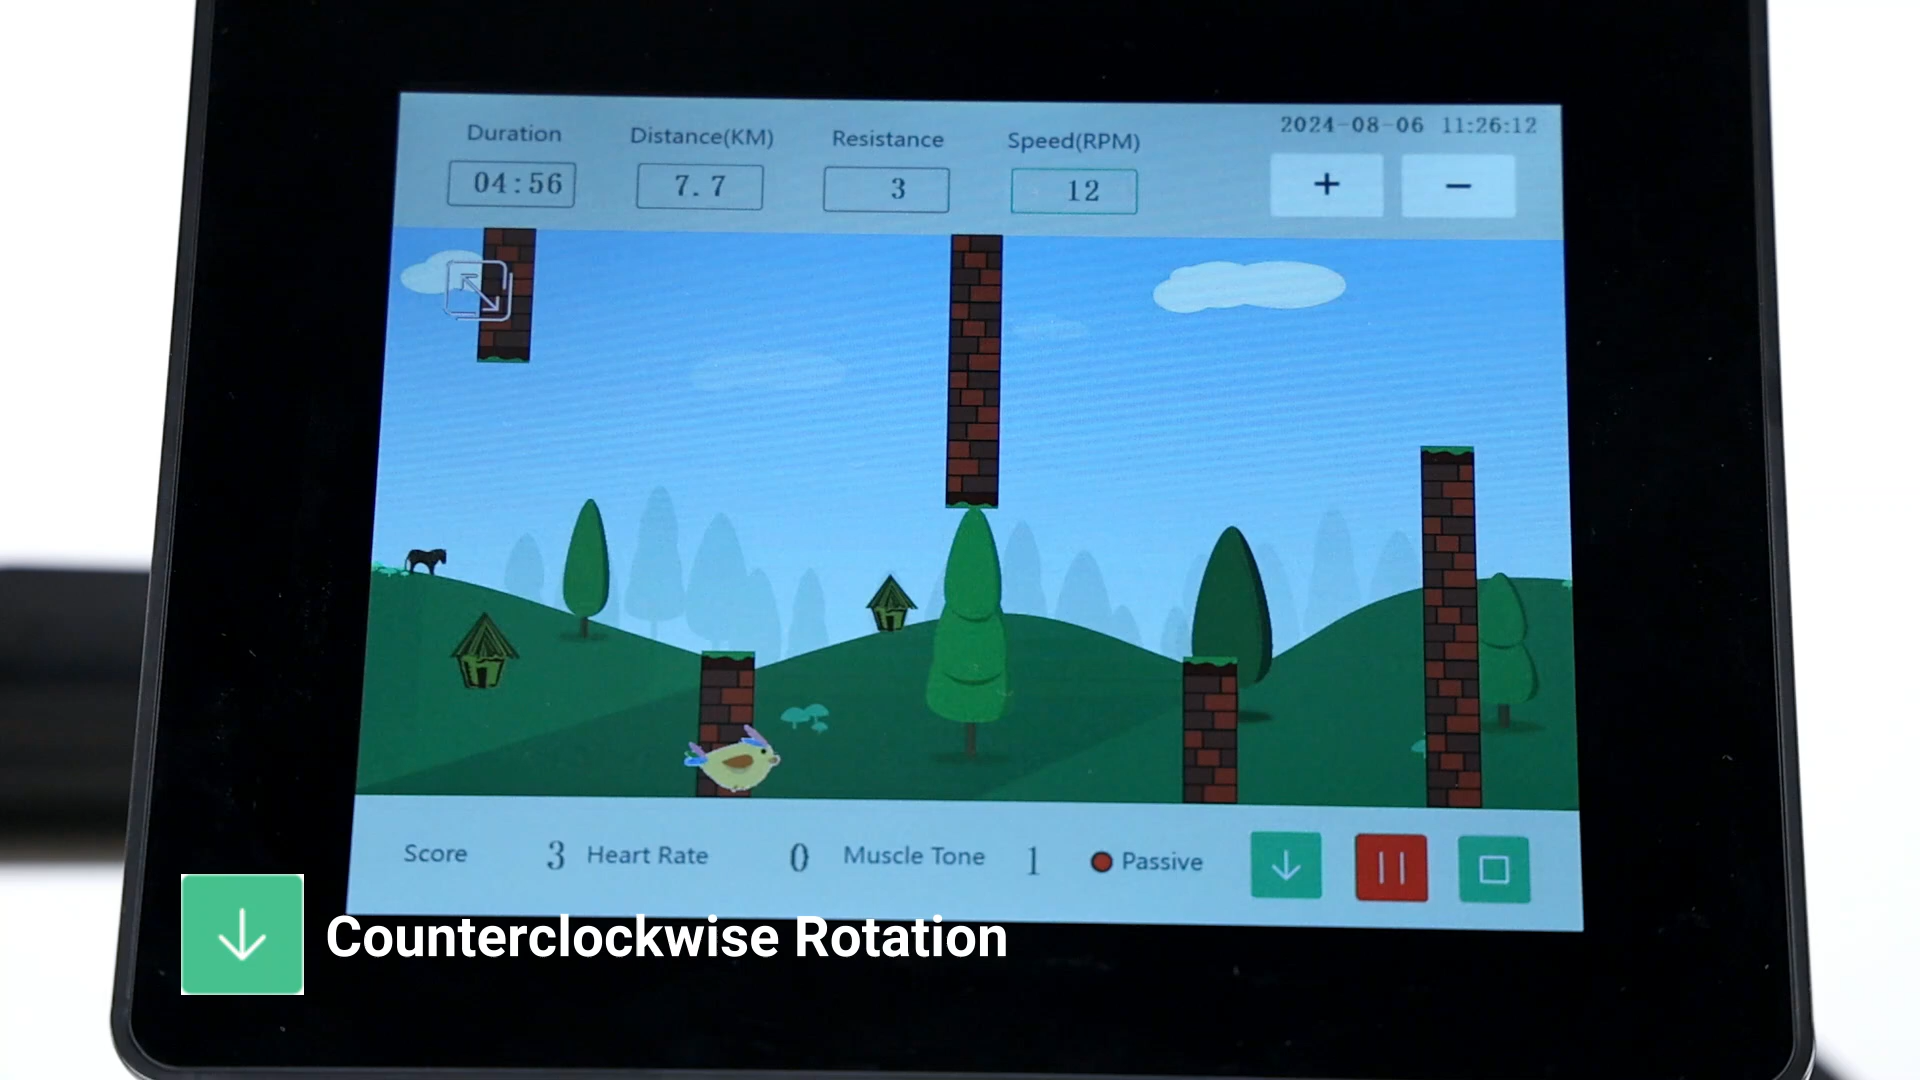 Duration Distance(KM) Resistance Speed(RPM) 2024-08-06 11:26:12
04:56 7.7 3 12 + −
Score 3 Heart Rate 0 Muscle Tone 1 Passive
Counterclockwise Rotation